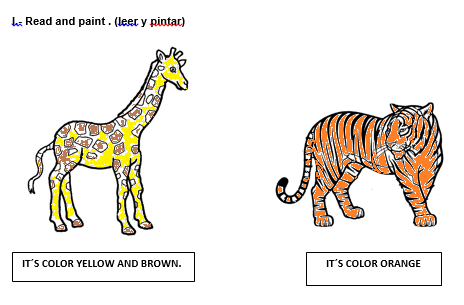 I.- Read and paint . (leer y pintar)
IT´S COLOR YELLOW AND BROWN.
IT´S COLOR ORANGE